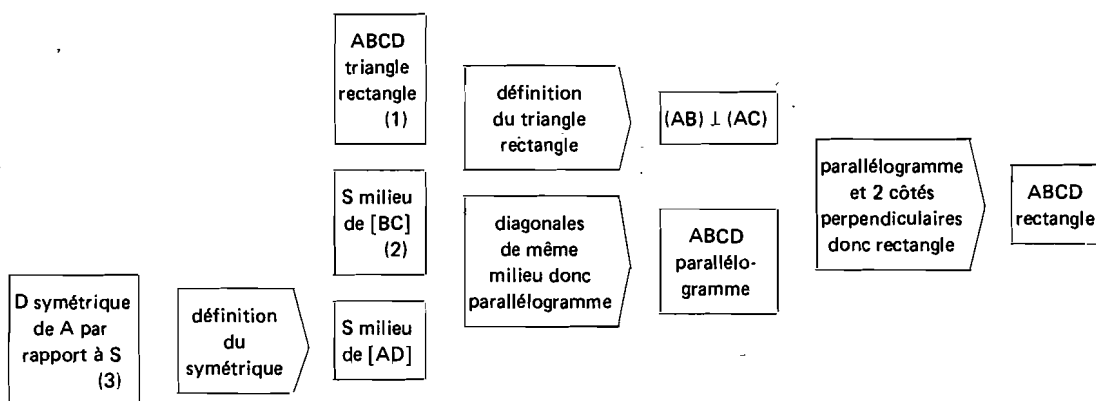 ABCD
triangle
rectangle
(1)
définition
du triangle
rectangle
(AB) ⊥ (AC)
S milieu
de [BC]
(2)
diagonales
de même
milieu donc
parallélogramme
ABCD
parallélo-
gramme
parallélogramme
et 2 côtés
perpendiculaires
donc rectangle
ABCD
rectangle
D symétrique
de A par
rapport à S
(3)
définition
du
symétrique
S milieu
de [AD]